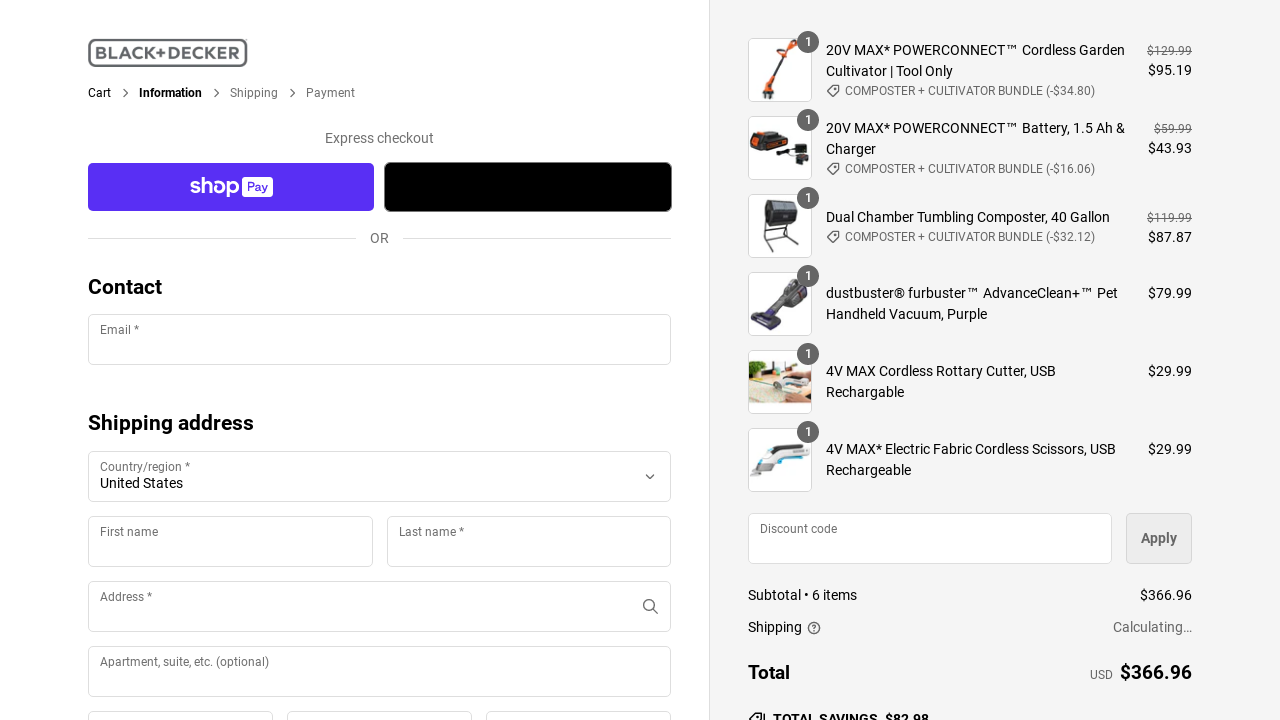 BLACK+DECKER
Cart > Information > Shipping > Payment
Express checkout
shop Pay
OR
Contact
Email *
Shipping address
Country/region *
United States
First name
Last name *
Address *
Apartment, suite, etc. (optional)
1
20V MAX* POWERCONNECT™ Cordless Garden
Cultivator | Tool Only
COMPOSTER + CULTIVATOR BUNDLE (-$34.80)
$129.99
$95.19
1
20V MAX* POWERCONNECT™ Battery, 1.5 Ah &
Charger
COMPOSTER + CULTIVATOR BUNDLE (-$16.06)
$59.99
$43.93
1
Dual Chamber Tumbling Composter, 40 Gallon
COMPOSTER + CULTIVATOR BUNDLE (-$32.12)
$119.99
$87.87
1
dustbuster® furbuster™ AdvanceClean+™ Pet
Handheld Vacuum, Purple
$79.99
1
4V MAX Cordless Rottary Cutter, USB
Rechargable
$29.99
1
4V MAX* Electric Fabric Cordless Scissors, USB
Rechargeable
$29.99
Discount code
Apply
Subtotal • 6 items $366.96
Shipping Calculating…
Total USD $366.96
TOTAL SAVINGS $82.98